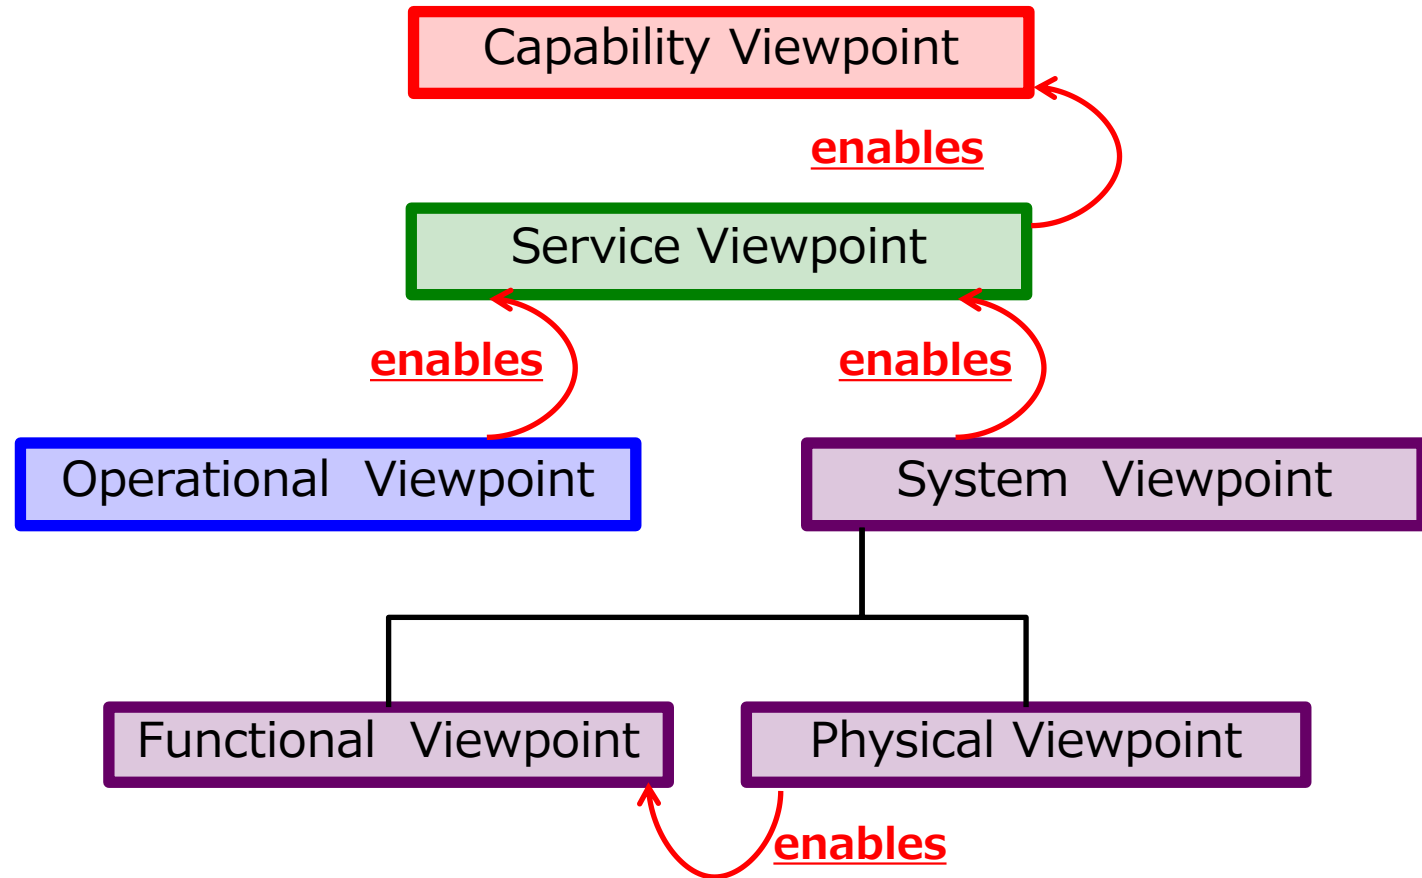 Capability Viewpoint
enables
Service Viewpoint
enables
enables
Operational Viewpoint
System Viewpoint
Functional Viewpoint
Physical Viewpoint
enables